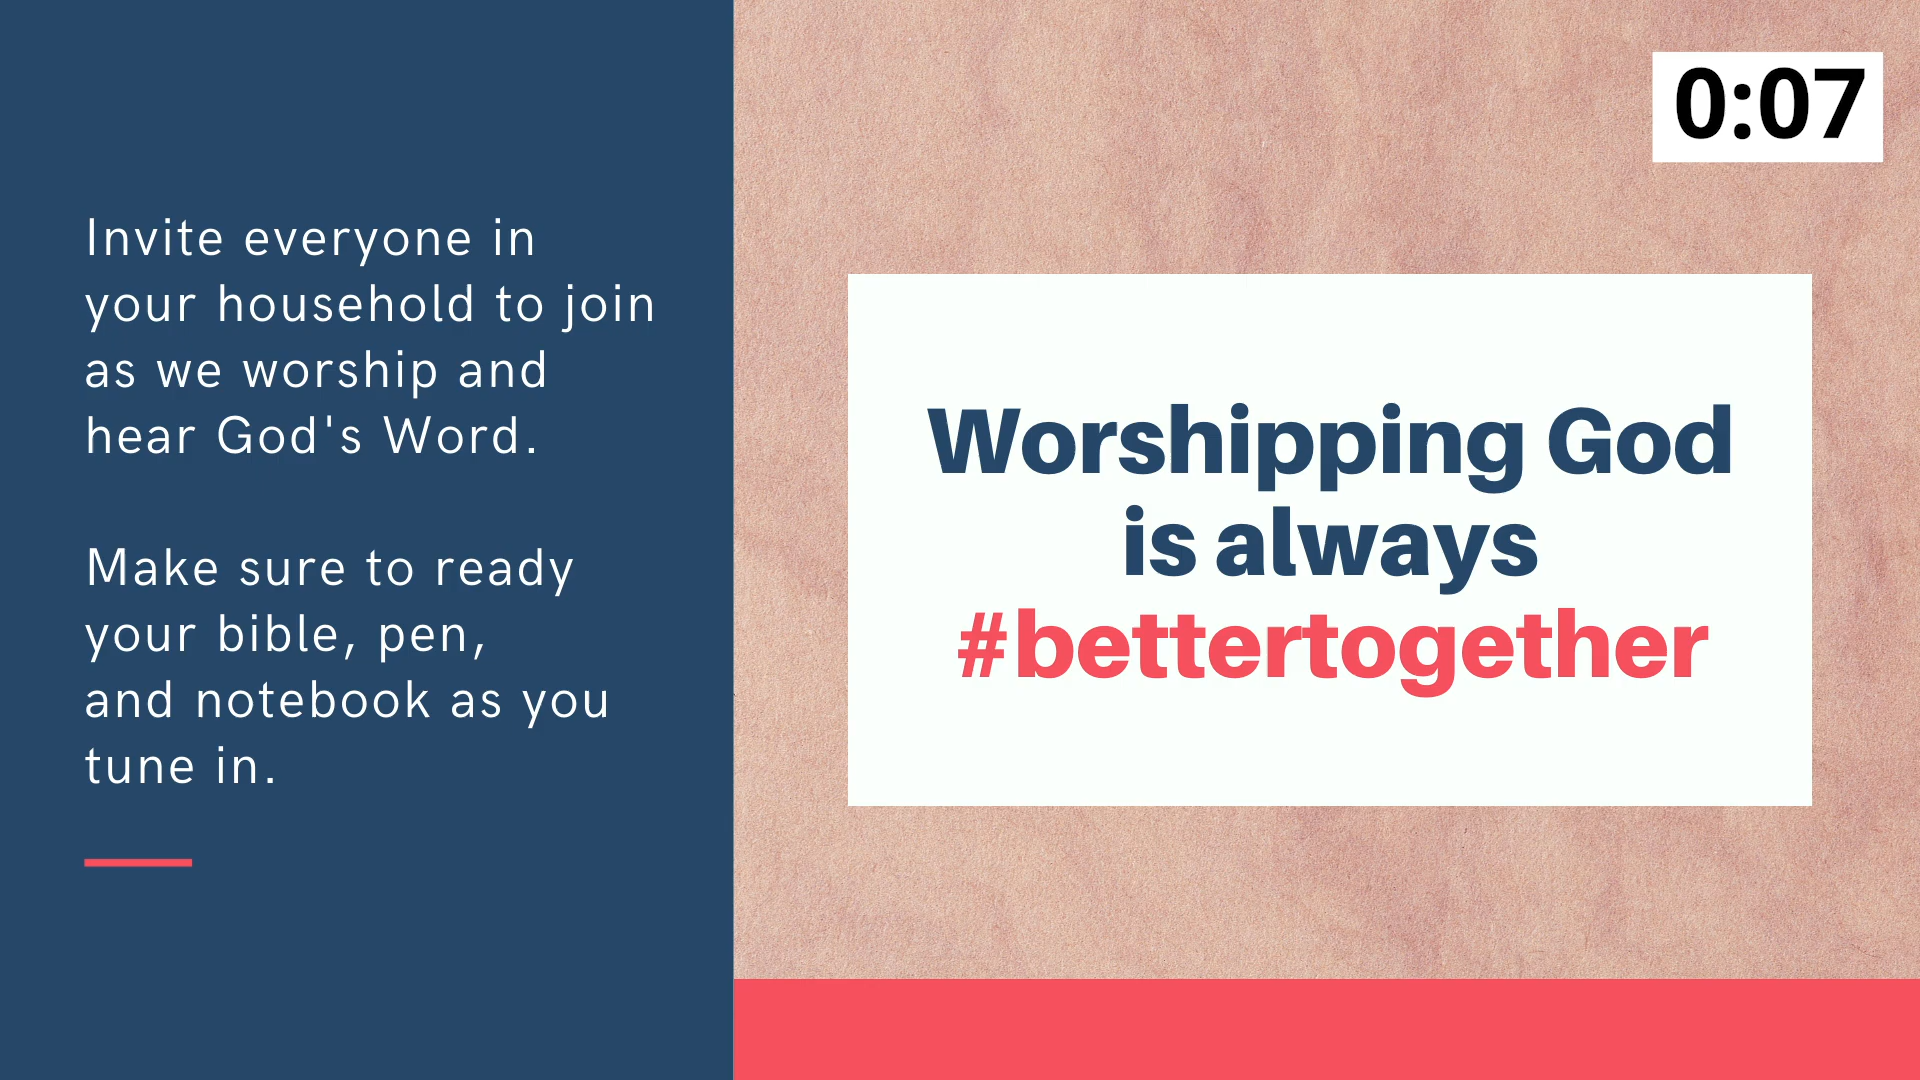 Invite everyone in
your household to join
as we worship and
hear God's Word.
Make sure to ready
your bible, pen,
and notebook as you
tune in.
0:07
Worshipping God
is always
#bettertogether